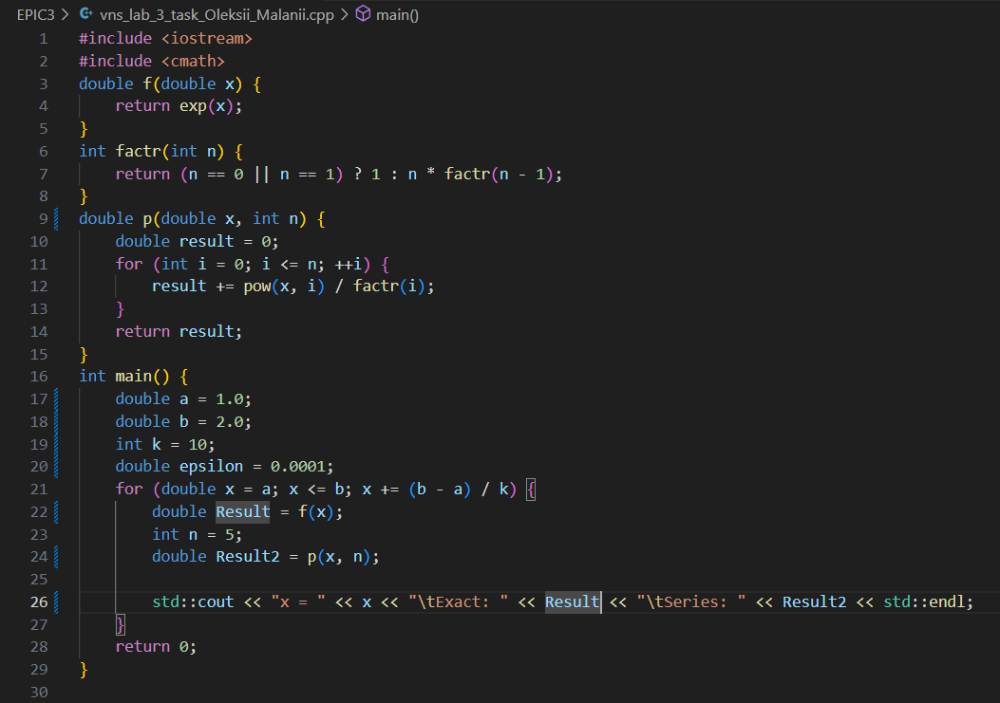 EPIC3 > vns_lab_3_task_Oleksii_Malanii.cpp > main()
1 #include <iostream>
2 #include <cmath>
3 double f(double x) {
4     return exp(x);
5 }
6 int factr(int n) {
7     return (n == 0 || n == 1) ? 1 : n * factr(n - 1);
8 }
9 double p(double x, int n) {
10     double result = 0;
11     for (int i = 0; i <= n; ++i) {
12         result += pow(x, i) / factr(i);
13     }
14     return result;
15 }
16 int main() {
17     double a = 1.0;
18     double b = 2.0;
19     int k = 10;
20     double epsilon = 0.0001;
21     for (double x = a; x <= b; x += (b - a) / k) {
22         double Result = f(x);
23         int n = 5;
24         double Result2 = p(x, n);
25
26         std::cout << "x = " << x << "\tExact: " << Result << "\tSeries: " << Result2 << std::endl;
27     }
28     return 0;
29 }
30